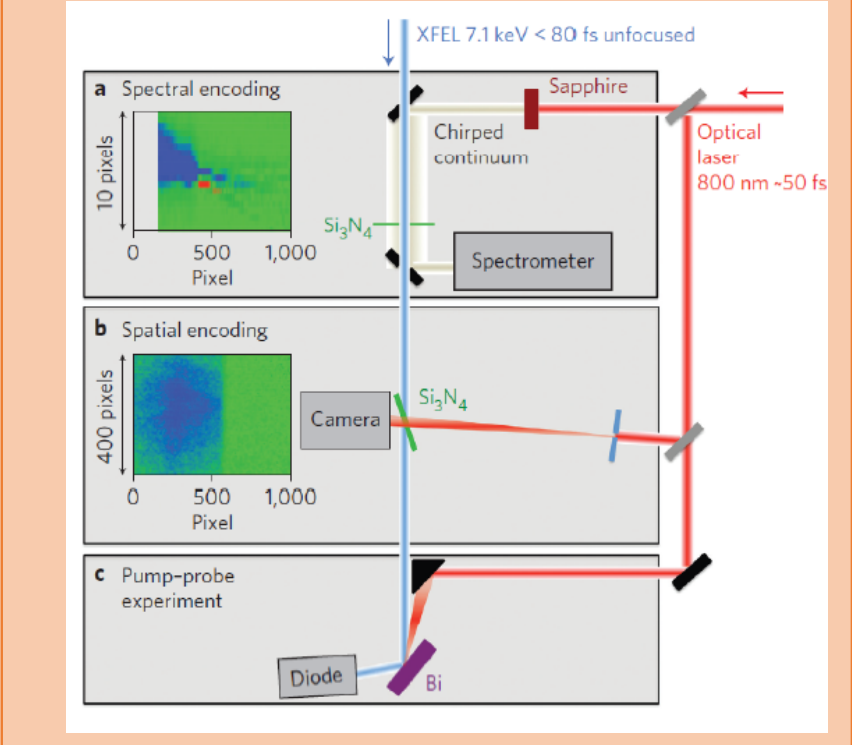 XFEL 7.1 keV < 80 fs unfocused
a Spectral encoding
Sapphire
10 pixels
Chirped
continuum
Optical
laser
800 nm ~50 fs
Si₃N₄
0 500 1,000
Pixel
Spectrometer
b Spatial encoding
400 pixels
Camera
Si₃N₄
0 500 1,000
Pixel
c Pump–probe
experiment
Diode
Bi